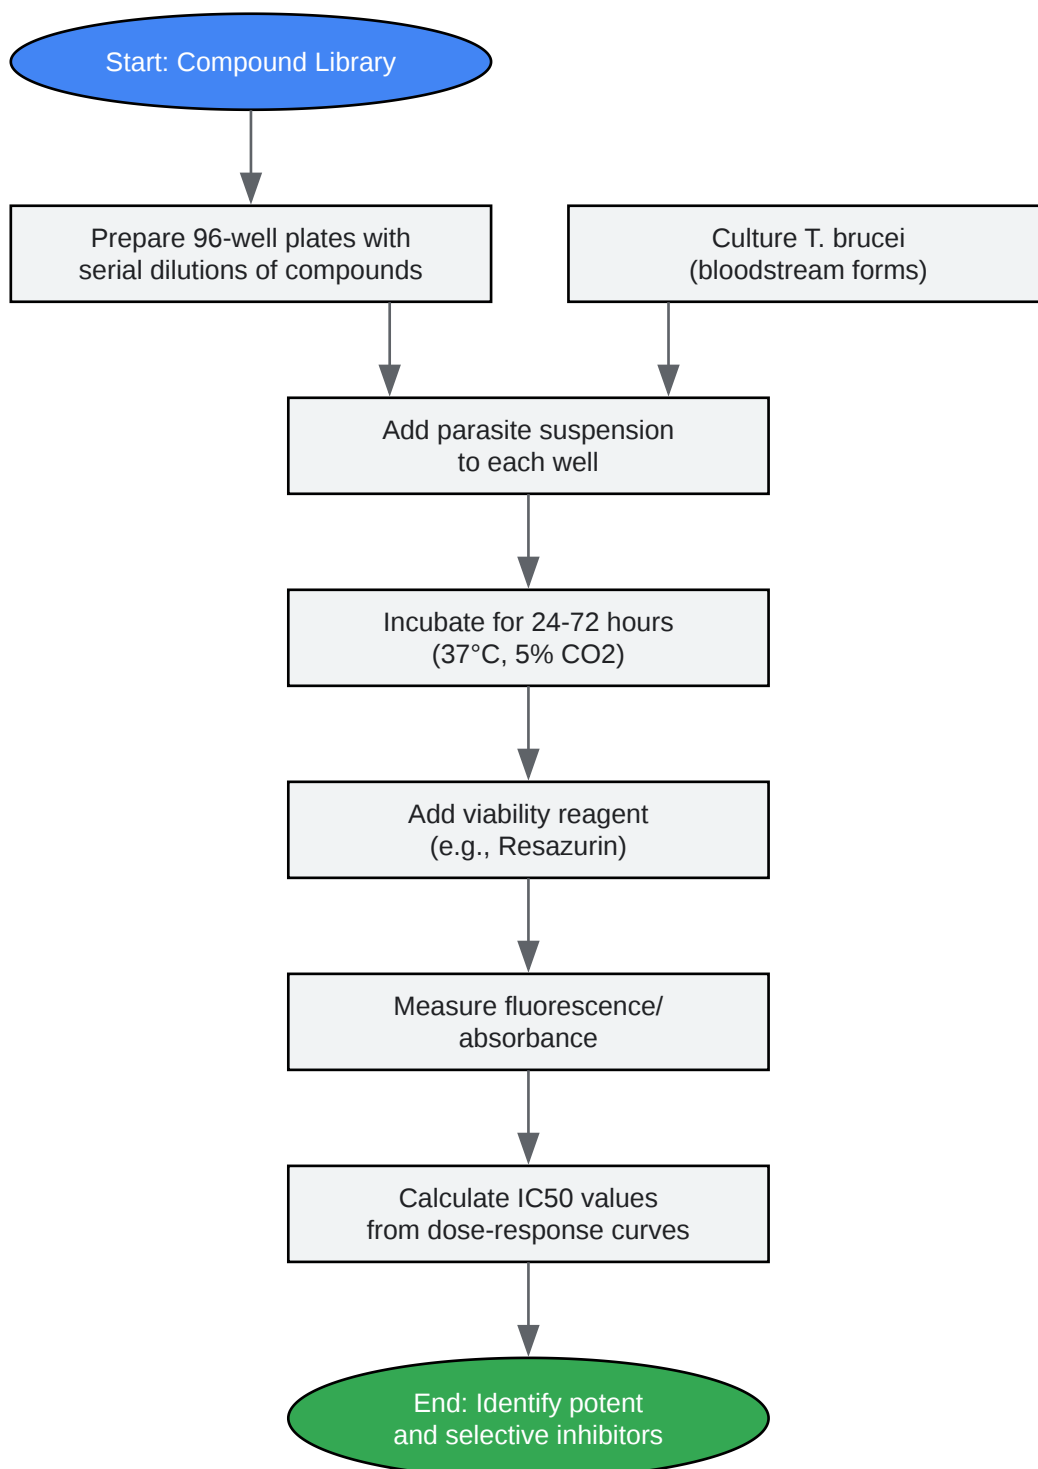 Start: Compound Library
Prepare 96-well plates with
serial dilutions of compounds
Culture T. brucei
(bloodstream forms)
Add parasite suspension
to each well
Incubate for 24-72 hours
(37°C, 5% CO2)
Add viability reagent
(e.g., Resazurin)
Measure fluorescence/
absorbance
Calculate IC50 values
from dose-response curves
End: Identify potent
and selective inhibitors